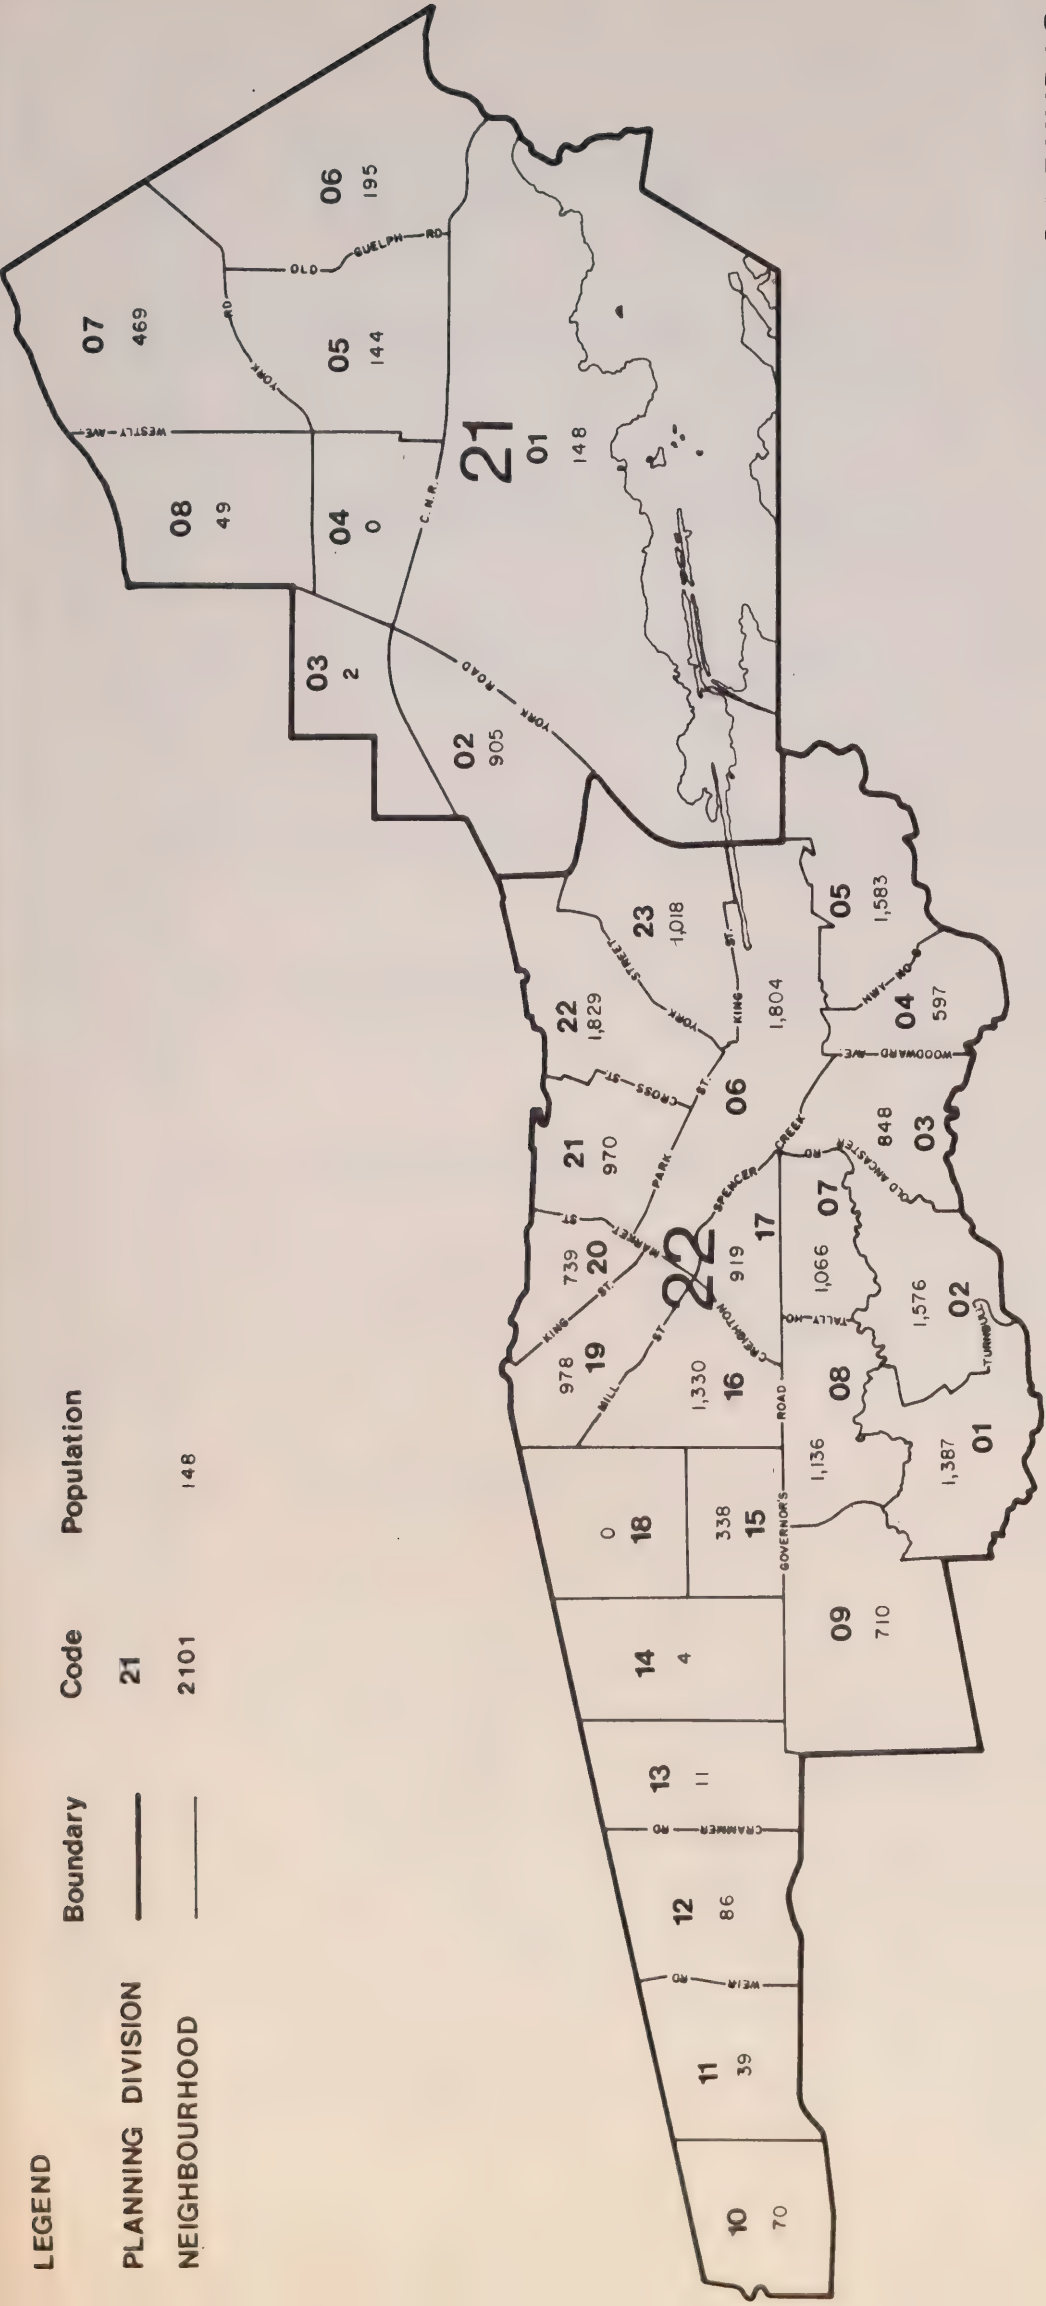 LEGEND
Boundary Code Population
PLANNING DIVISION 21
NEIGHBOURHOOD 2101 148
07
469
06
195
OLD GUELPH RD
YORK RD
05
144
WESTLY AVE.
08
49
04
0
C.N.R.
21
01
148
03
2
02
905
YORK ROAD
22
1,829
23
1,018
YORK STREET
KING ST.
1,804
06
CROSS ST.
PARK ST.
21
970
MARKET ST
739
20
KING ST.
978
19
MILL ST
22
SPENCER CREEK
919
17
CREIGHTON
1,330
16
GOVERNOR'S ROAD
0
18
338
15
14
4
13
11
CRAMMER RD
12
86
WEIR RD
11
39
10
70
05
1,583
HWY NO 8
04
597
WOODWARD AVE.
848
03
OLD ANCASTER RD
07
1,066
TALLY-HO
1,576
02
TURNBULL
08
1,136
1,387
01
09
710